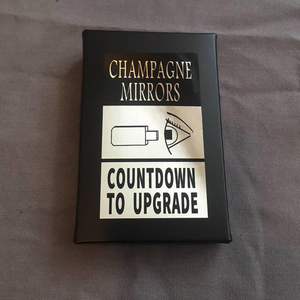 CHAMPAGNE
MIRRORS
COUNTDOWN
TO UPGRADE